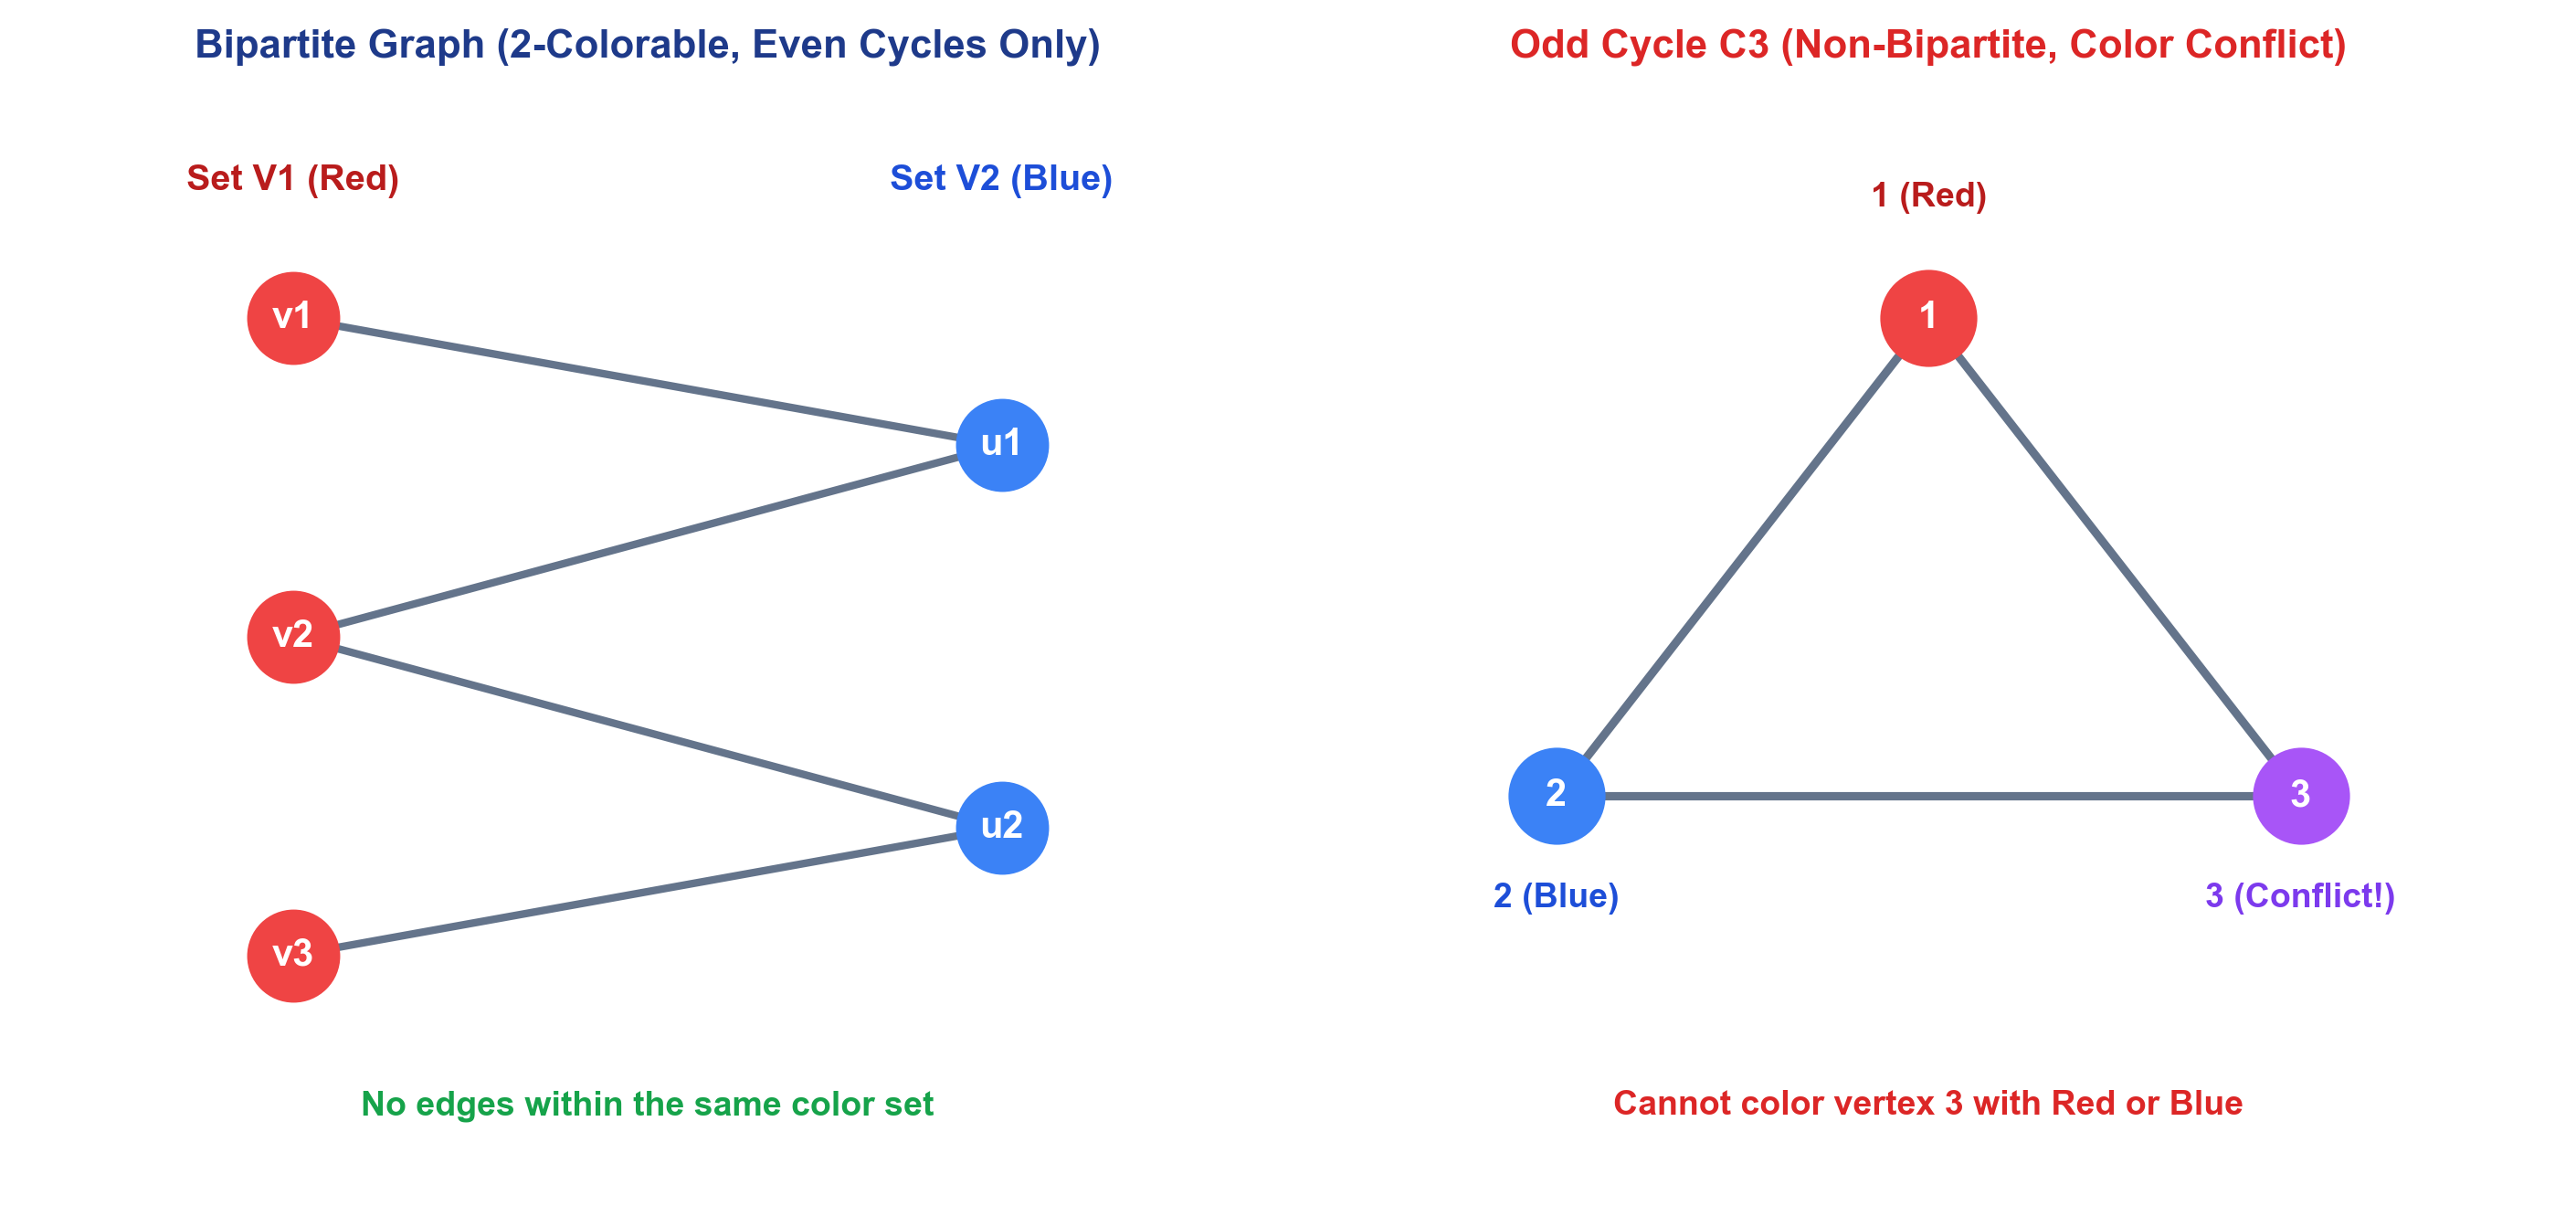 Bipartite Graph (2-Colorable, Even Cycles Only)
Set V1 (Red)
Set V2 (Blue)
v1
u1
v2
u2
v3
No edges within the same color set
Odd Cycle C3 (Non-Bipartite, Color Conflict)
1 (Red)
1
2
3
2 (Blue)
3 (Conflict!)
Cannot color vertex 3 with Red or Blue